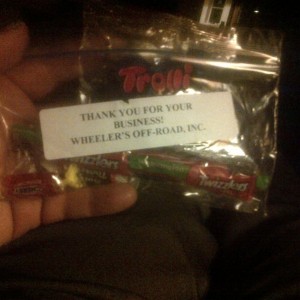 Trolli
THANK YOU FOR YOUR
BUSINESS!
WHEELER'S OFF-ROAD, INC.
Twizzlers
Twizzlers